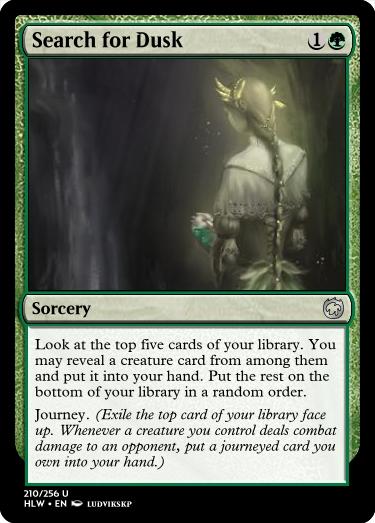 Search for Dusk 1
Sorcery
Look at the top five cards of your library. You
may reveal a creature card from among them
and put it into your hand. Put the rest on the
bottom of your library in a random order.
Journey. (Exile the top card of your library face
up. Whenever a creature you control deals combat
damage to an opponent, put a journeyed card you
own into your hand.)
210/256 U
HLW • EN LUDVIKSKP